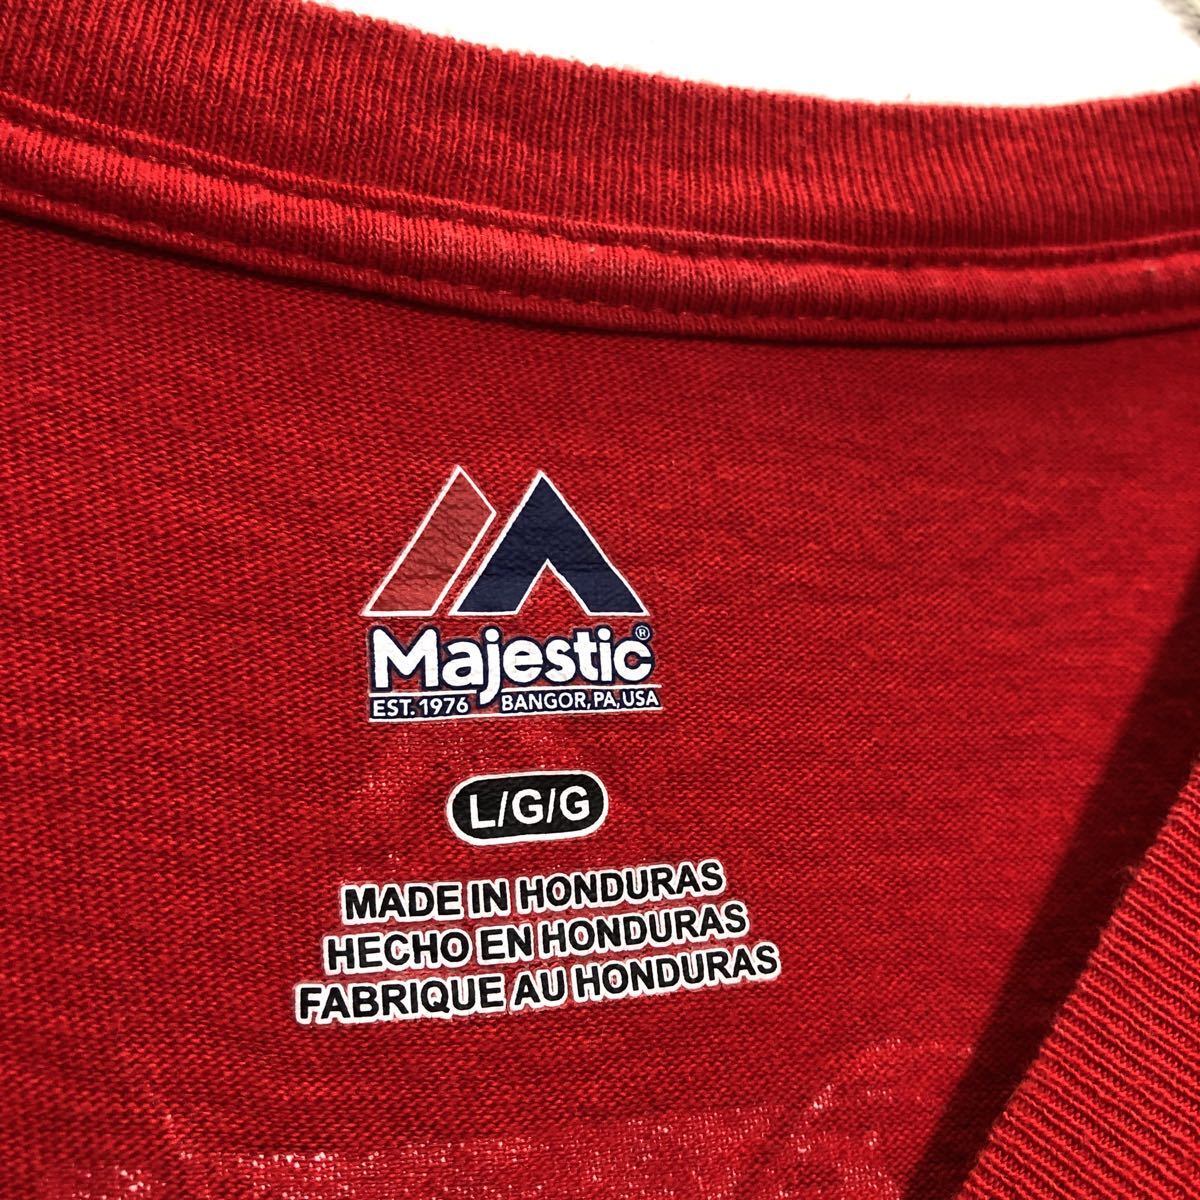 Majestic®
EST. 1976 BANGOR, PA, USA
L/G/G
MADE IN HONDURAS
HECHO EN HONDURAS
FABRIQUE AU HONDURAS